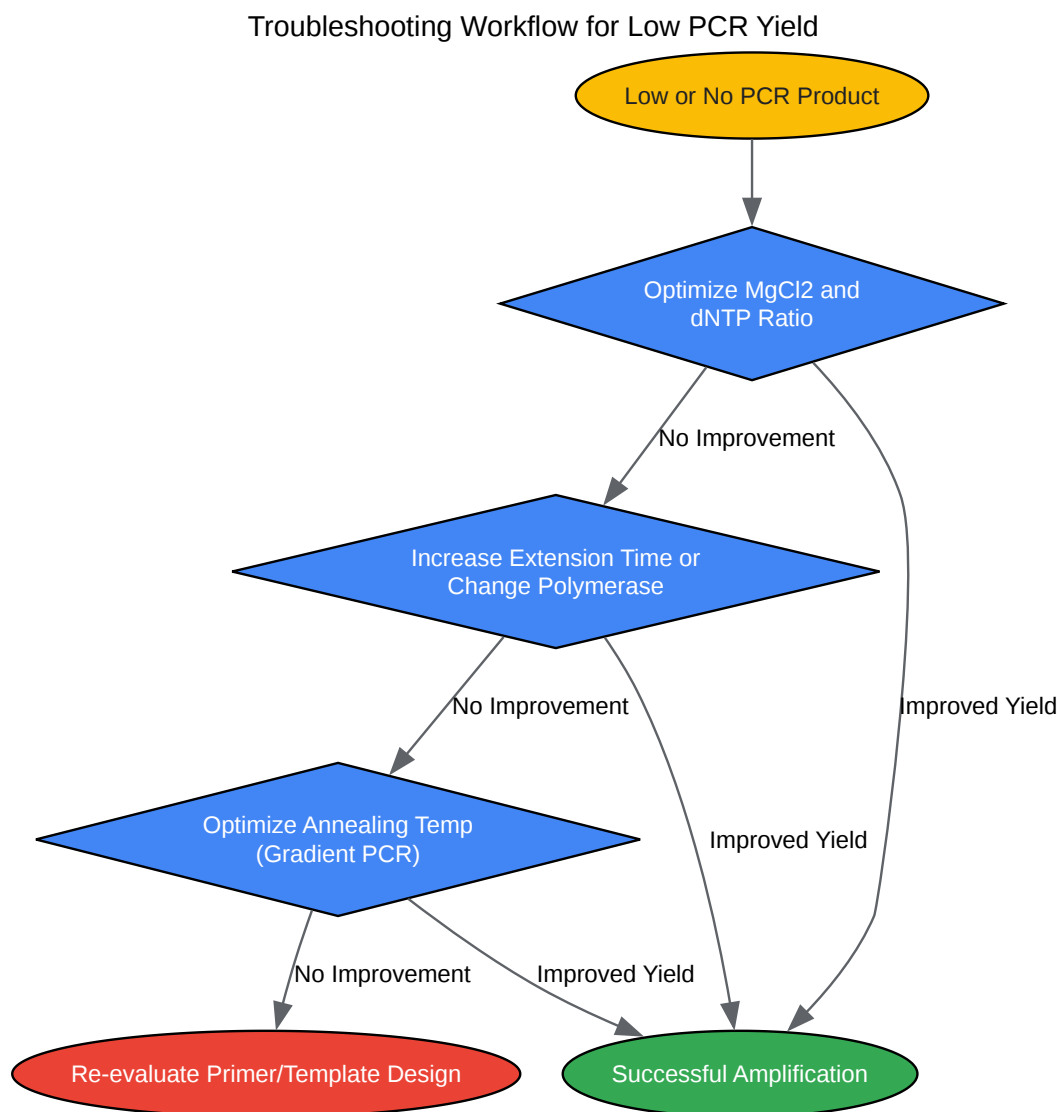 Troubleshooting Workflow for Low PCR Yield
Low or No PCR Product
Optimize MgCl2 and
dNTP Ratio
No Improvement
Increase Extension Time or
Change Polymerase
No Improvement
Improved Yield
Optimize Annealing Temp
(Gradient PCR)
Improved Yield
No Improvement
Improved Yield
Re-evaluate Primer/Template Design
Successful Amplification